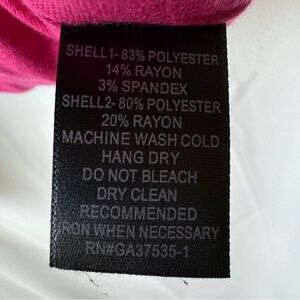 SHELL1- 83% POLYESTER
14% RAYON
3% SPANDEX
SHELL2- 80% POLYESTER
20% RAYON
MACHINE WASH COLD
HANG DRY
DO NOT BLEACH
DRY CLEAN
RECOMMENDED
IRON WHEN NECESSARY
RN#GA37535-1